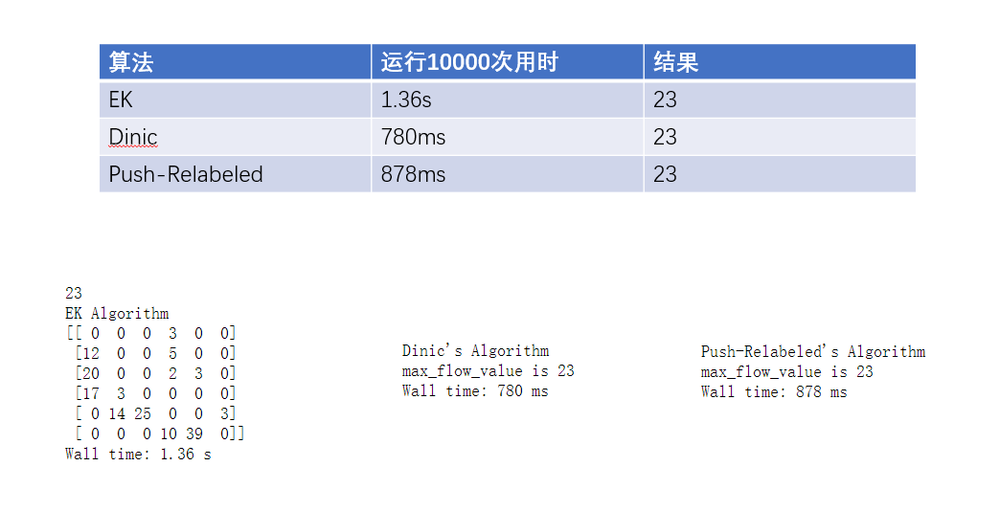 算法 运行10000次用时 结果
EK 1.36s 23
Dinic 780ms 23
Push-Relabeled 878ms 23
23
EK Algorithm
[[ 0 0 0 3 0 0]
[12 0 0 5 0 0]
[20 0 0 2 3 0]
[17 3 0 0 0 0]
[ 0 14 25 0 0 3]
[ 0 0 0 10 39 0]]
Wall time: 1.36 s
Dinic's Algorithm
max_flow_value is 23
Wall time: 780 ms
Push-Relabeled's Algorithm
max_flow_value is 23
Wall time: 878 ms